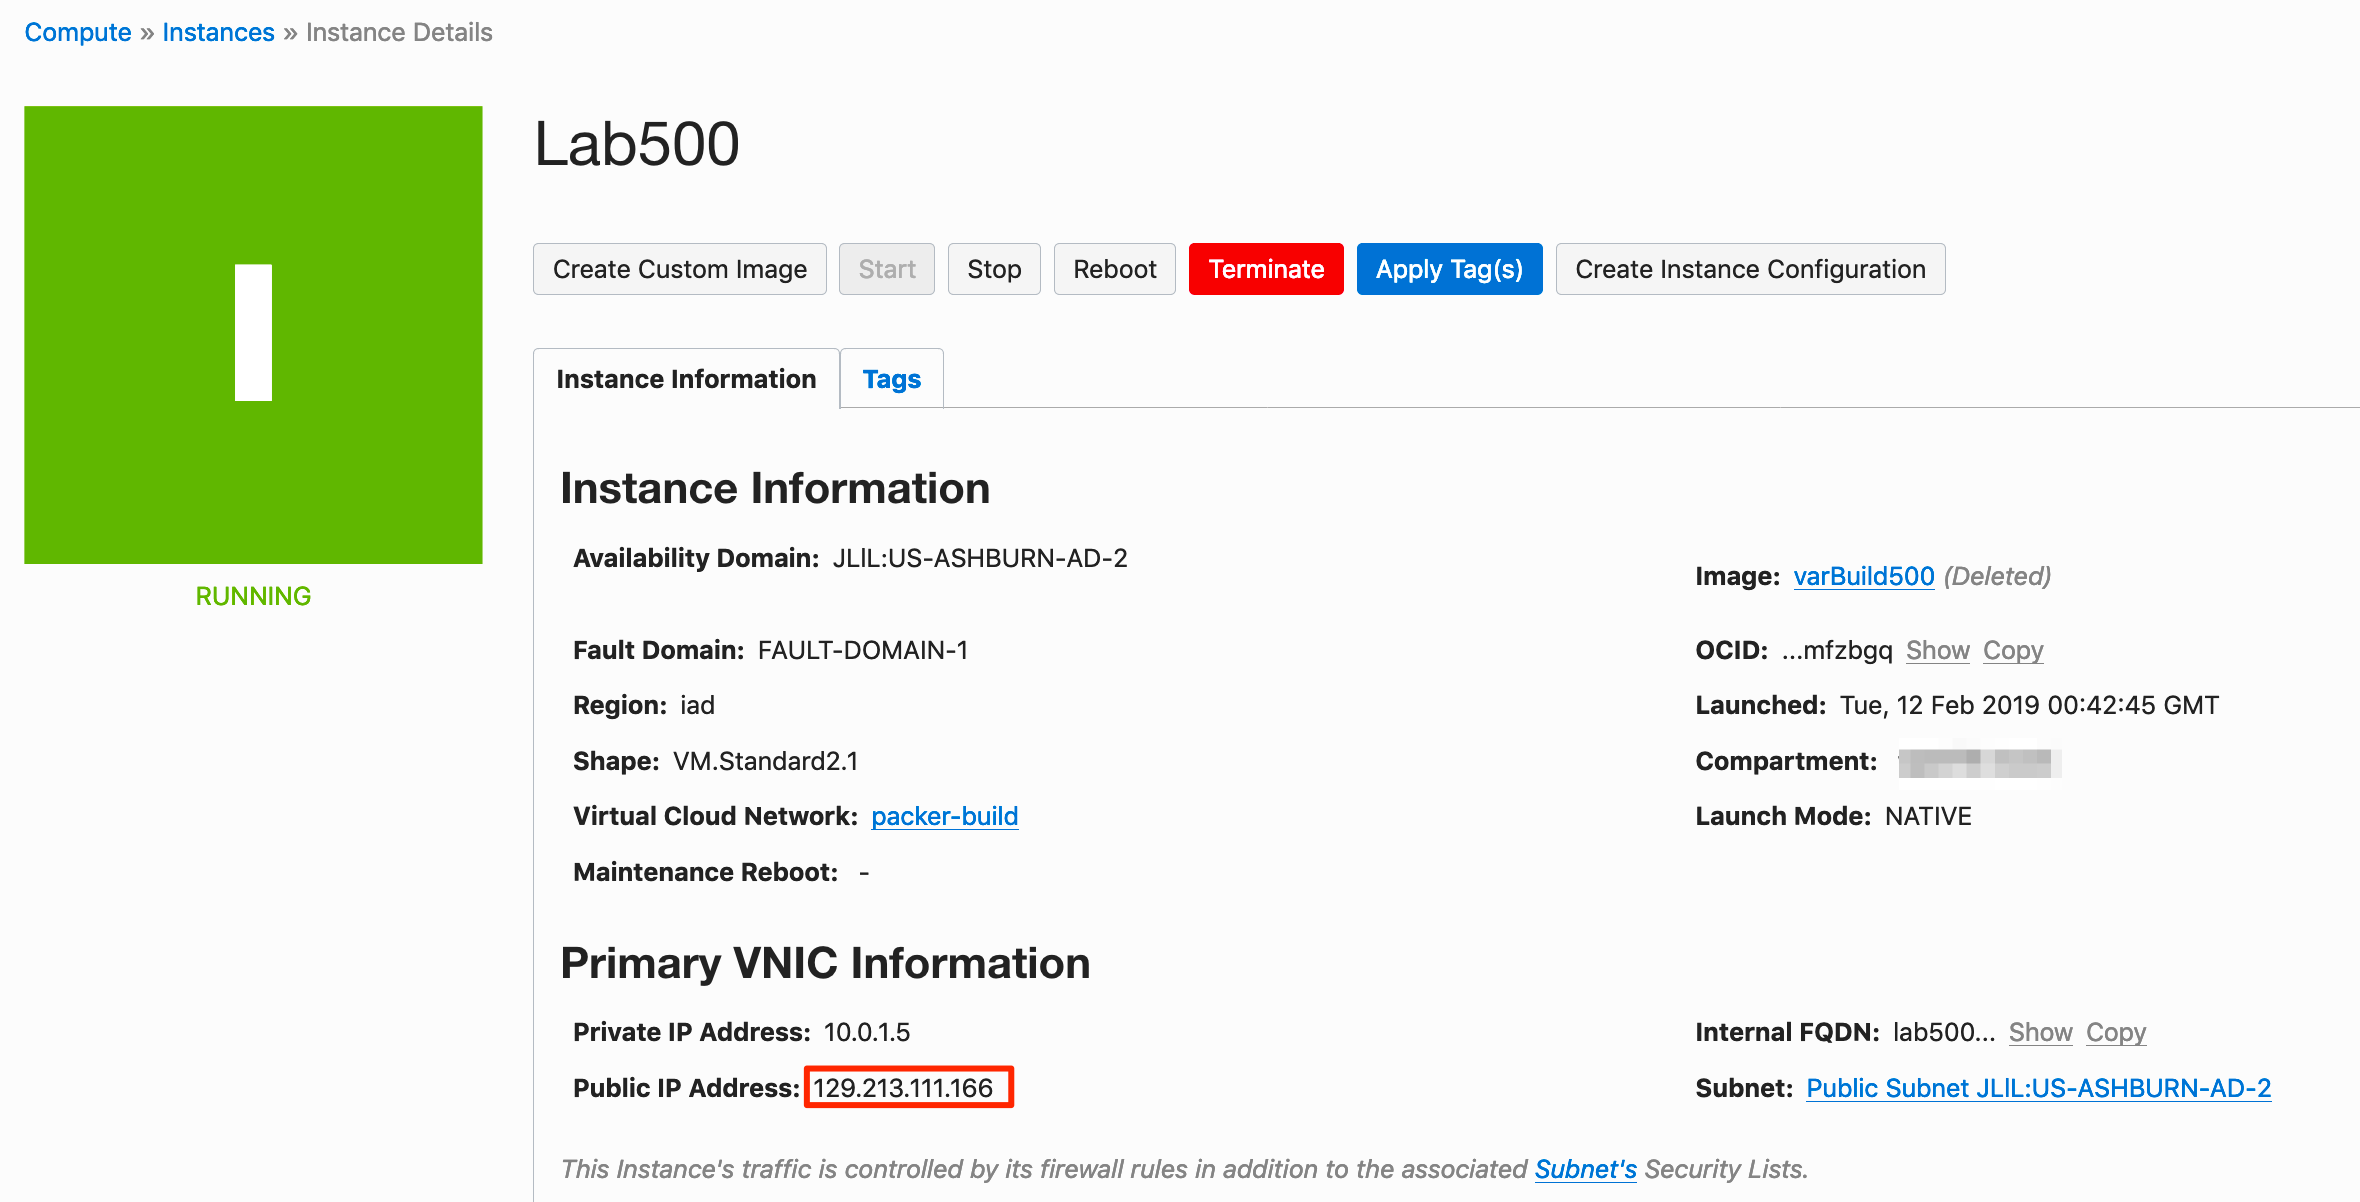 Compute » Instances » Instance Details
Lab500
Create Custom Image Start Stop Reboot Terminate Apply Tag(s) Create Instance Configuration
Instance Information Tags
RUNNING
Instance Information
Availability Domain: JLlL:US-ASHBURN-AD-2
Image: varBuild500 (Deleted)
Fault Domain: FAULT-DOMAIN-1
OCID: ...mfzbgq Show Copy
Region: iad
Launched: Tue, 12 Feb 2019 00:42:45 GMT
Shape: VM.Standard2.1
Compartment:
Virtual Cloud Network: packer-build
Launch Mode: NATIVE
Maintenance Reboot: -
Primary VNIC Information
Private IP Address: 10.0.1.5
Internal FQDN: lab500... Show Copy
Public IP Address: 129.213.111.166
Subnet: Public Subnet JLlL:US-ASHBURN-AD-2
This Instance's traffic is controlled by its firewall rules in addition to the associated Subnet's Security Lists.